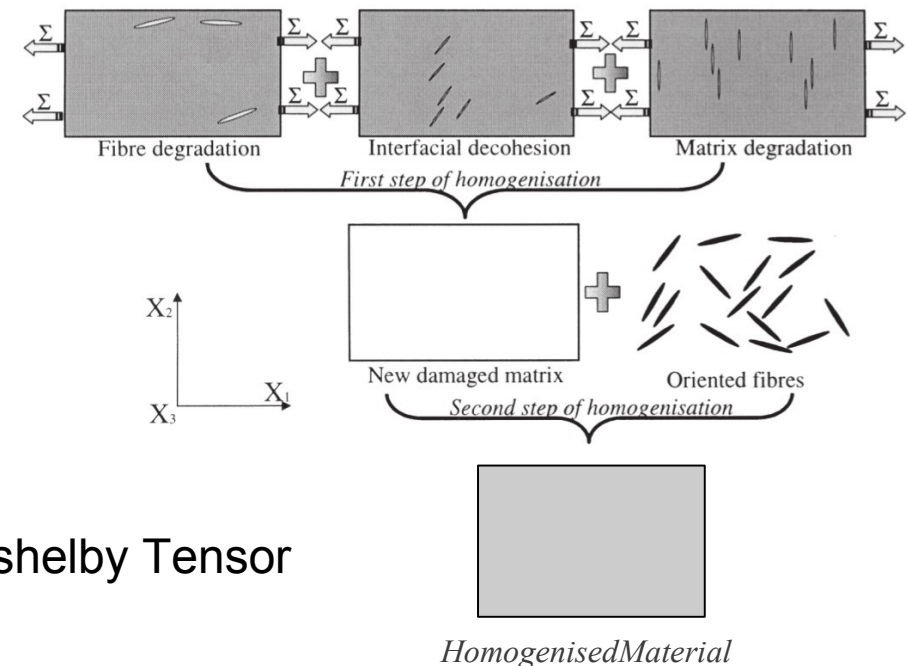 Σ Σ Σ Σ Σ Σ
Σ Σ Σ Σ Σ Σ
Fibre degradation Interfacial decohesion Matrix degradation
First step of homogenisation
X2
X1
X3
New damaged matrix Oriented fibres
Second step of homogenisation
shelby Tensor
HomogenisedMaterial